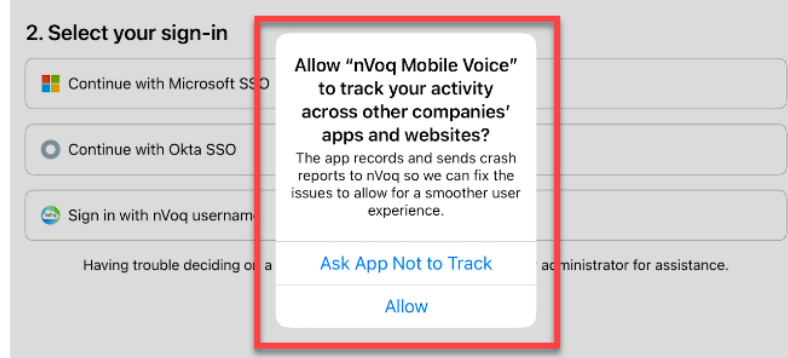 2. Select your sign-in
Continue with Microsoft SSO
Continue with Okta SSO
Sign in with nVoq username
Having trouble deciding or a
administrator for assistance.
Allow “nVoq Mobile Voice”
to track your activity
across other companies’
apps and websites?
The app records and sends crash
reports to nVoq so we can fix the
issues to allow for a smoother user
experience.
Ask App Not to Track
Allow